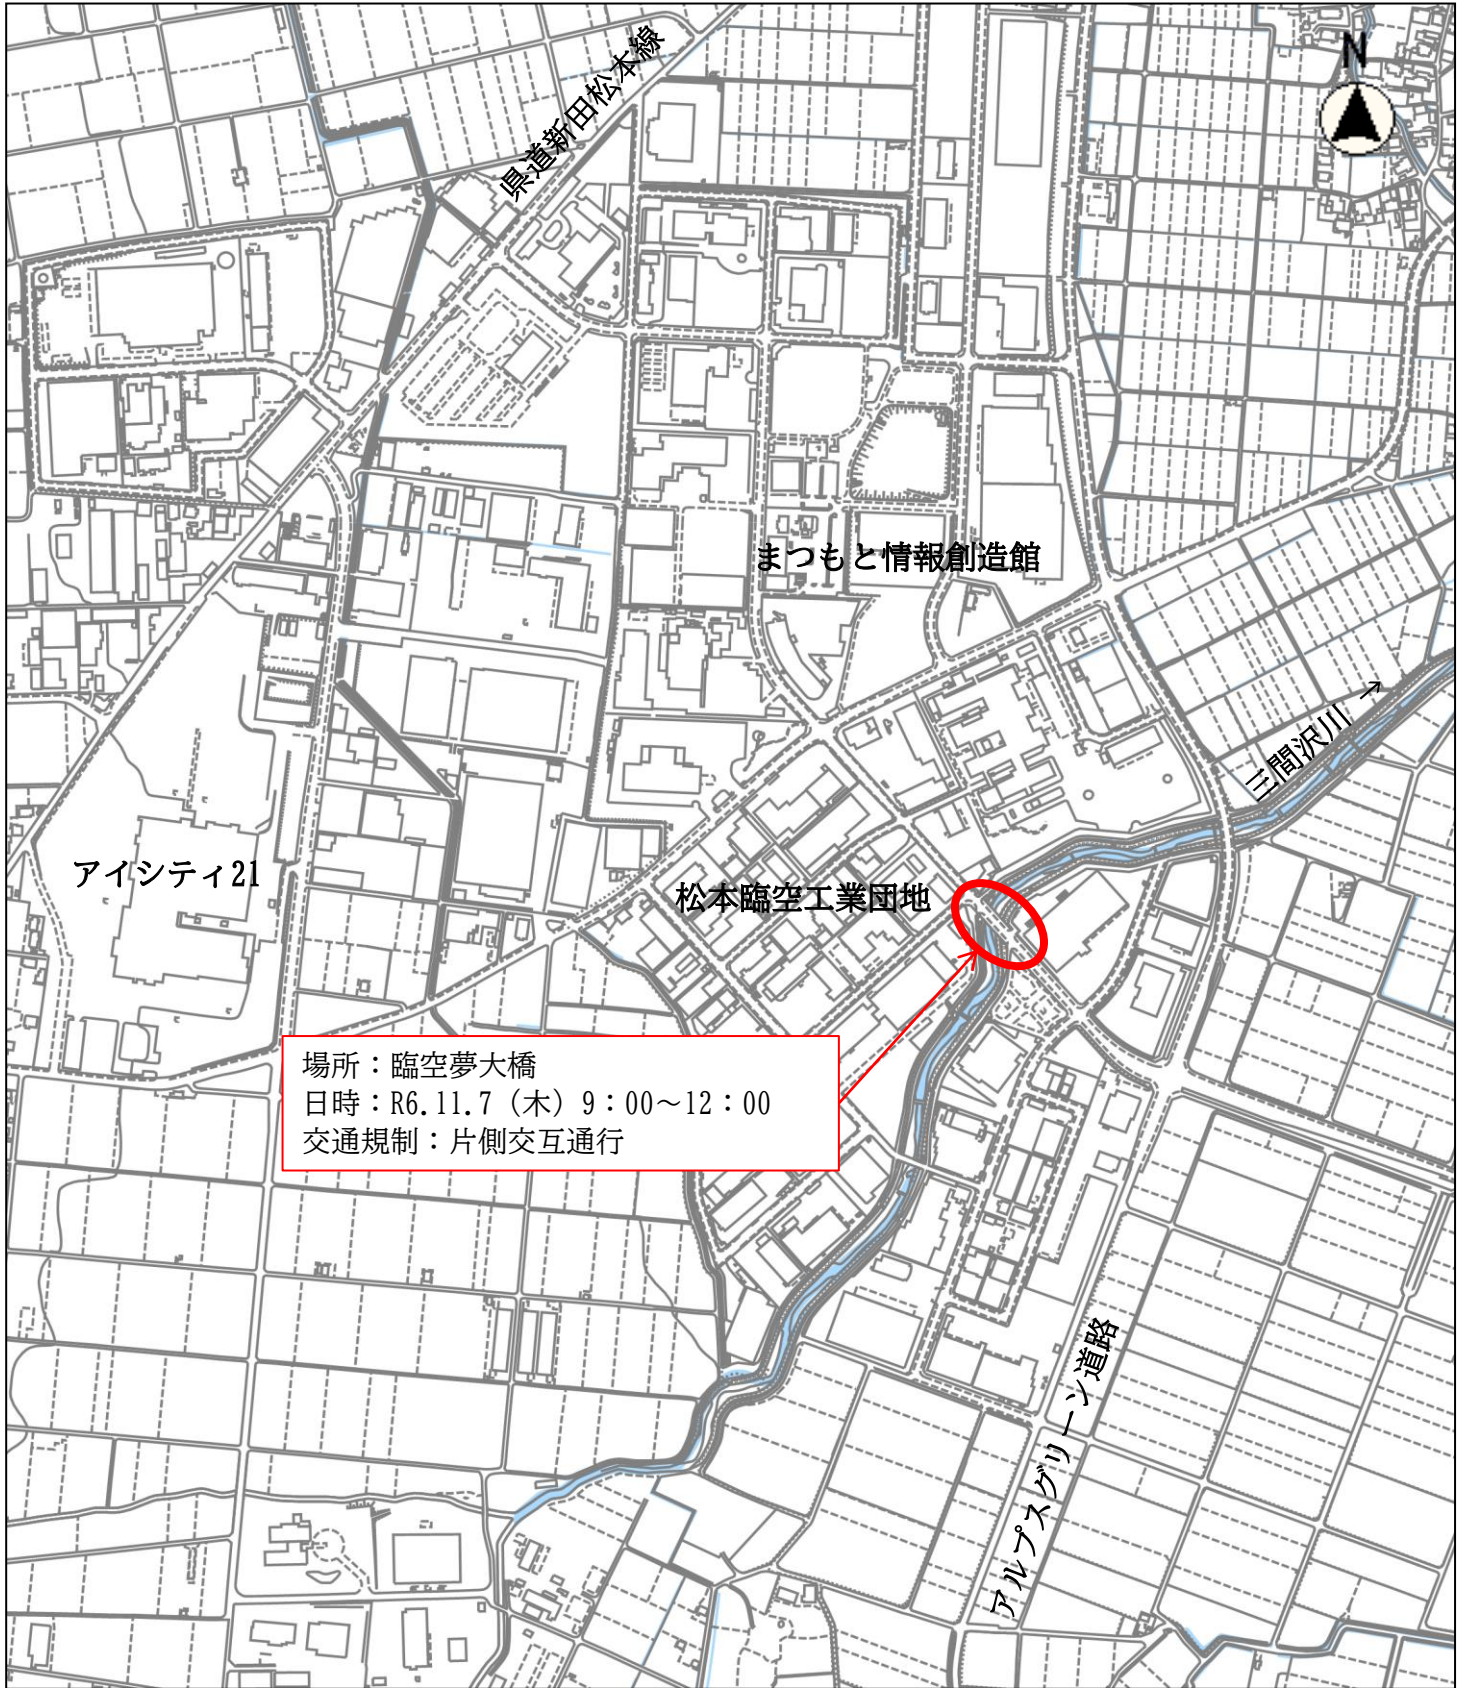 N
県道新田松本線
まつもと情報創造館
三間沢川
アイシティ21
松本臨空工業団地
場所：臨空夢大橋
日時：R6.11.7（木）9：00～12：00
交通規制：片側交互通行
アルプスグリーン道路